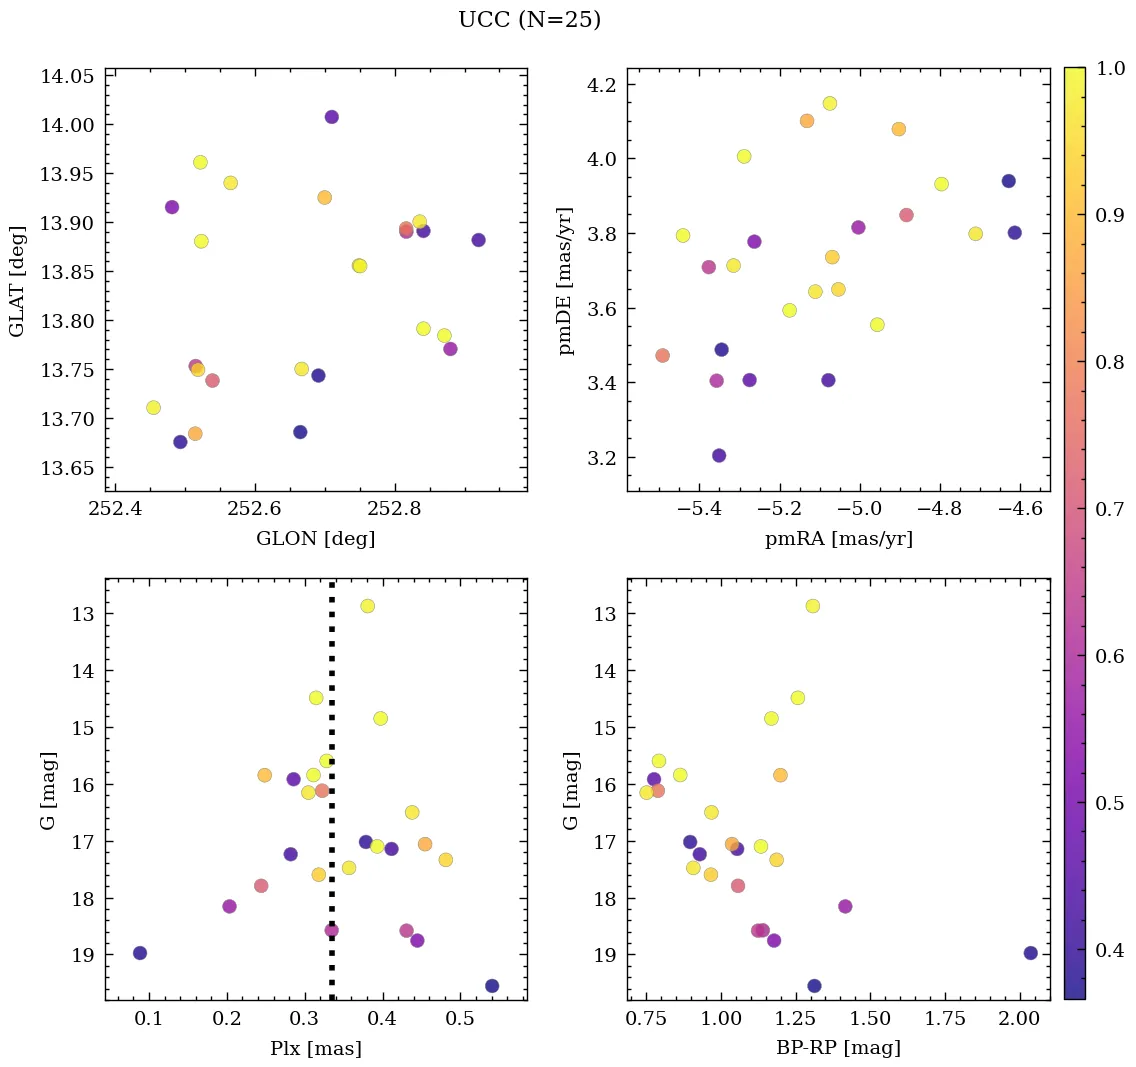 UCC (N=25)
14.05
14.00
13.95
13.90
13.85
13.80
13.75
13.70
13.65
GLAT [deg]
252.4 252.6 252.8
GLON [deg]
4.2
4.0
3.8
3.6
3.4
3.2
pmDE [mas/yr]
−5.4 −5.2 −5.0 −4.8 −4.6
pmRA [mas/yr]
13
14
15
16
17
18
19
G [mag]
0.1 0.2 0.3 0.4 0.5
Plx [mas]
13
14
15
16
17
18
19
G [mag]
0.75 1.00 1.25 1.50 1.75 2.00
BP-RP [mag]
1.0
0.9
0.8
0.7
0.6
0.5
0.4